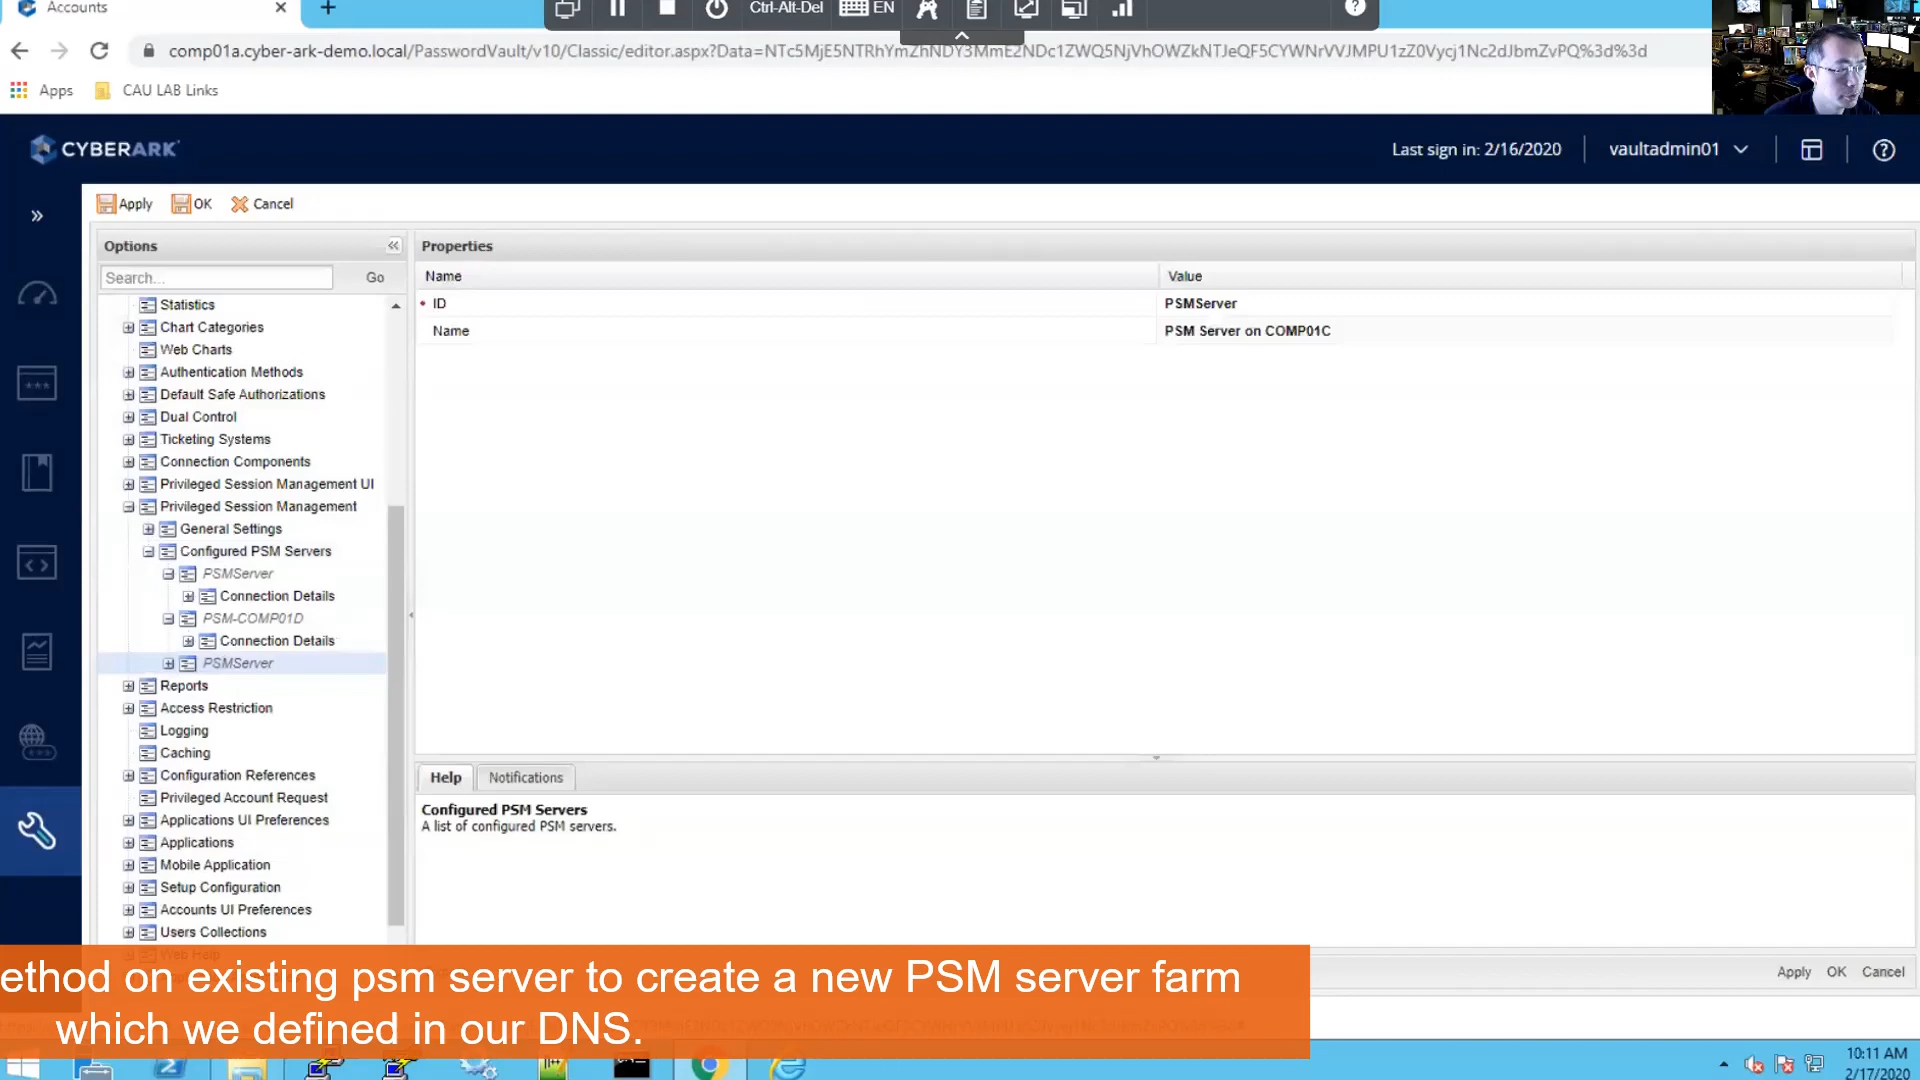 Accounts
Ctrl-Alt-Del
EN
comp01a.cyber-ark-demo.local/PasswordVault/v10/Classic/editor.aspx?Data=NTc5MjE5NTRhYmZhNDY3MmE2NDc1ZWQ5NjVhOWZkNTJeQF5CYWNrVVJMPU1zZ0Vycj1Nc2dJbmZvPQ%3d%3d
Apps
CAU LAB Links
CYBERARK
Last sign in: 2/16/2020
vaultadmin01
Apply
OK
Cancel
Options
Search...
Go
Statistics
Chart Categories
Web Charts
Authentication Methods
Default Safe Authorizations
Dual Control
Ticketing Systems
Connection Components
Privileged Session Management UI
Privileged Session Management
General Settings
Configured PSM Servers
PSMServer
Connection Details
PSM-COMP01D
Connection Details
PSMServer
Reports
Access Restriction
Logging
Caching
Configuration References
Privileged Account Request
Applications UI Preferences
Applications
Mobile Application
Setup Configuration
Accounts UI Preferences
Users Collections
Web Help
Properties
Name Value
ID PSMServer
Name PSM Server on COMP01C
Help
Notifications
Configured PSM Servers
A list of configured PSM servers.
Apply
OK
Cancel
ethod on existing psm server to create a new PSM server farm
which we defined in our DNS.
10:11 AM
2/17/2020